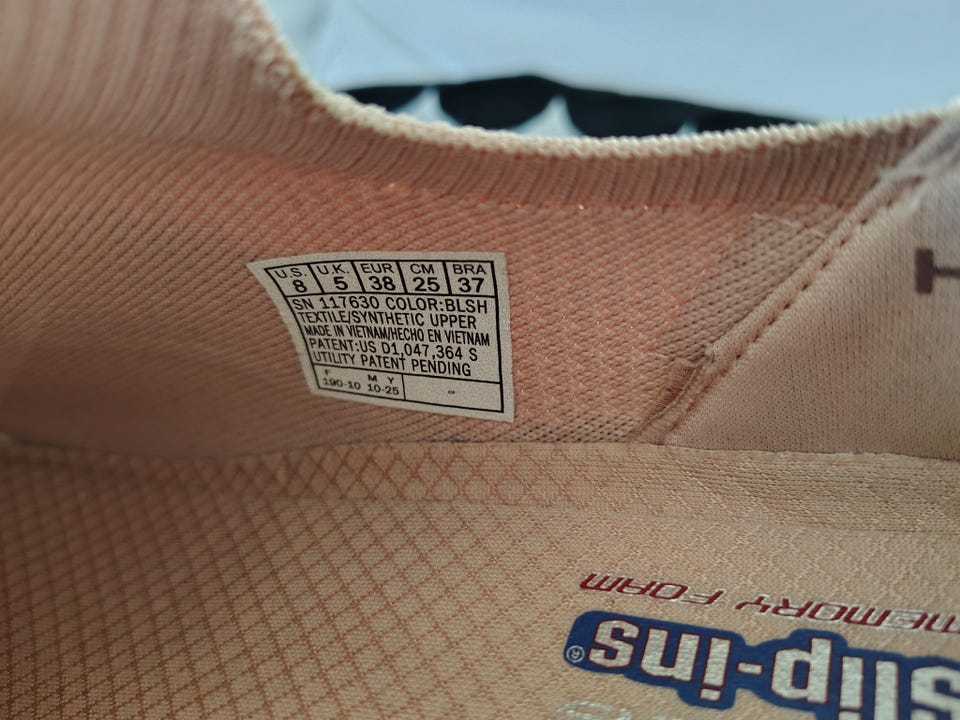 U.S. U.K. EUR CM BRA
8 5 38 25 37
SN 117630 COLOR:BLSH
TEXTILE/SYNTHETIC UPPER
MADE IN VIETNAM/HECHO EN VIETNAM
PATENT:US D1,047,364 S
UTILITY PATENT PENDING
F M Y
190-10 10-25
MEMORY FOAM
Slip-ins®